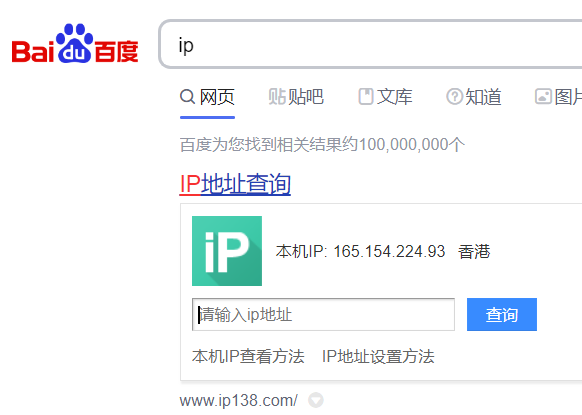 Bai du 百度 ip
网页 贴吧 文库 知道 图片
百度为您找到相关结果约100,000,000个
IP地址查询
iP 本机IP: 165.154.224.93 香港
请输入ip地址 查询
本机IP查看方法 IP地址设置方法
www.ip138.com/